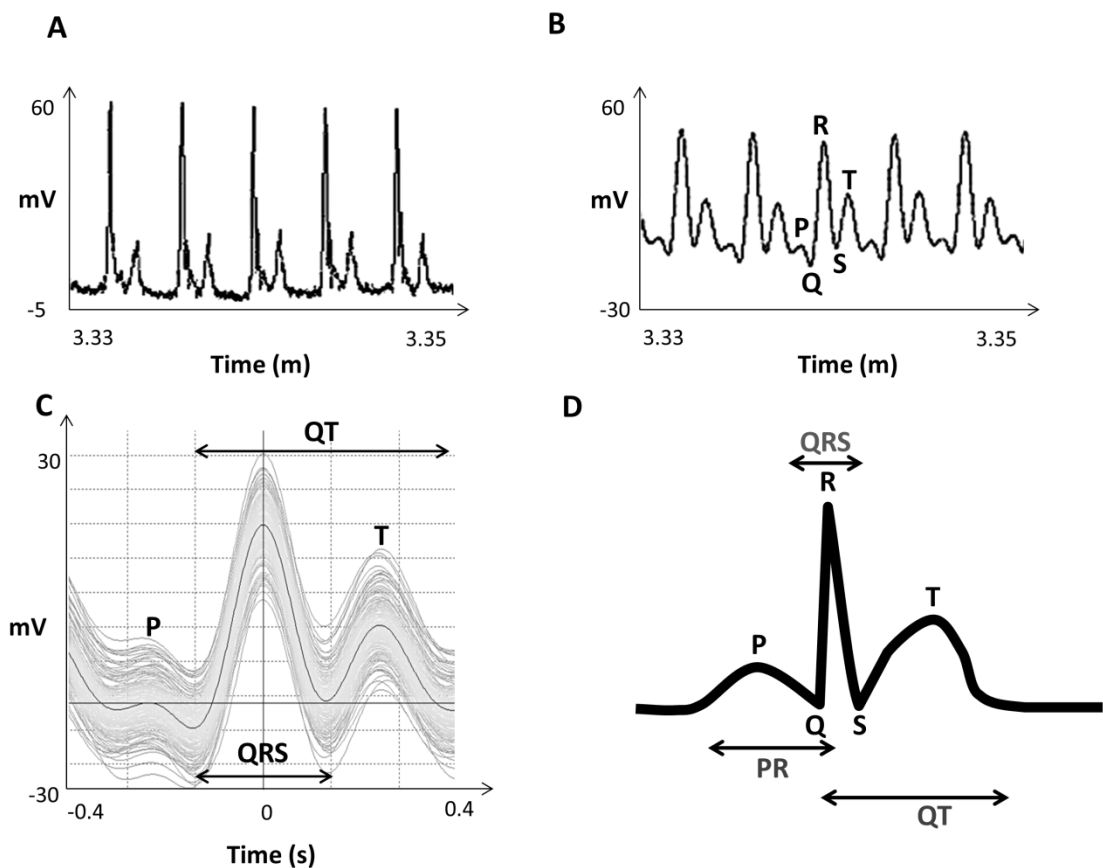 A
60
mV
-5
3.33
3.35
Time (m)
B
60
mV
R
T
P
S
Q
-30
3.33
3.35
Time (m)
C
QT
30
T
P
mV
QRS
-30
-0.4
0
0.4
Time (s)
D
QRS
R
T
P
Q
S
PR
QT